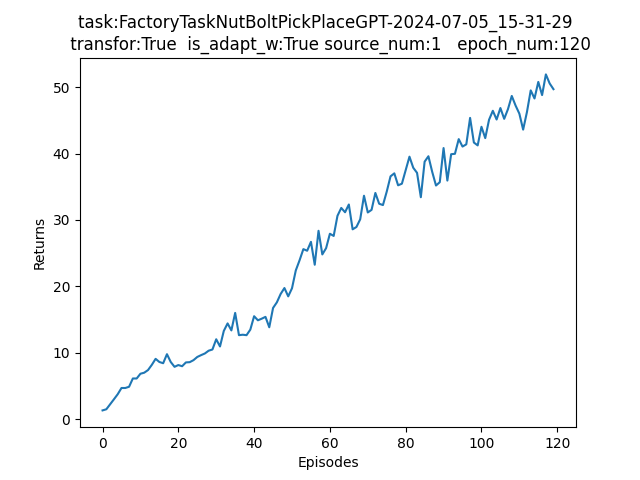 task:FactoryTaskNutBoltPickPlaceGPT-2024-07-05_15-31-29
transfor:True  is_adapt_w:True source_num:1   epoch_num:120
50
40
30
20
10
0
Returns
0 20 40 60 80 100 120
Episodes